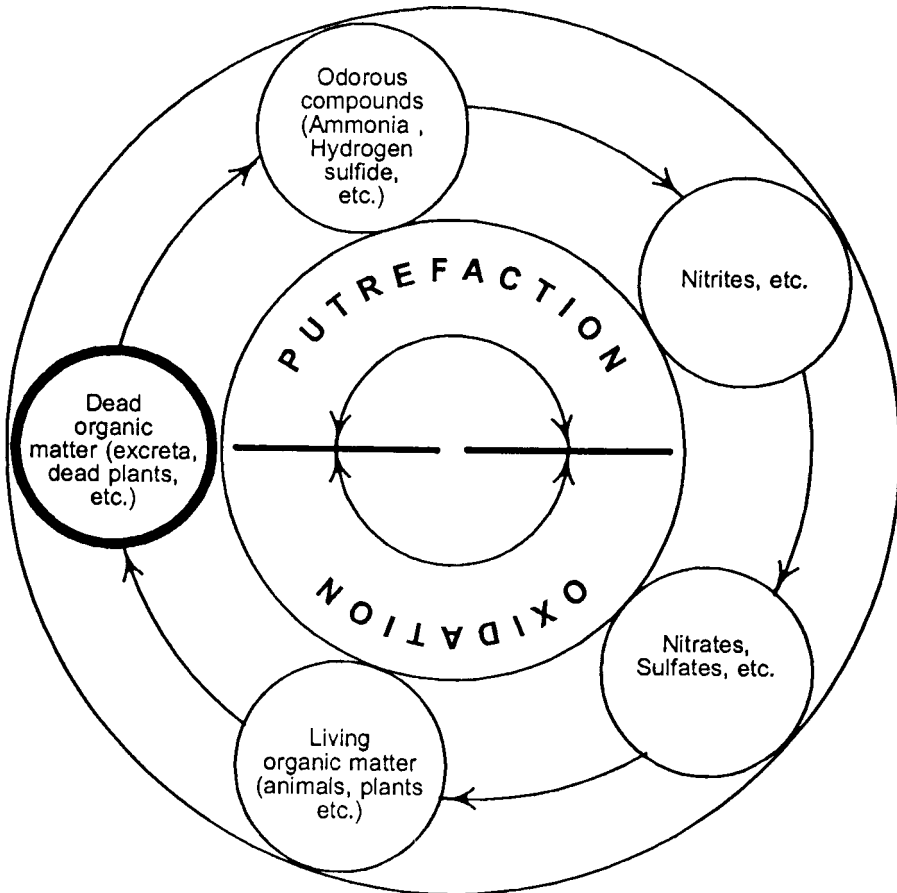 Odorous
compounds
(Ammonia ,
Hydrogen
sulfide,
etc.)
Nitrites, etc.
PUTREFACTION
Dead
organic
matter (excreta,
dead plants,
etc.)
OXIDATION
Nitrates,
Sulfates, etc.
Living
organic matter
(animals, plants
etc.)